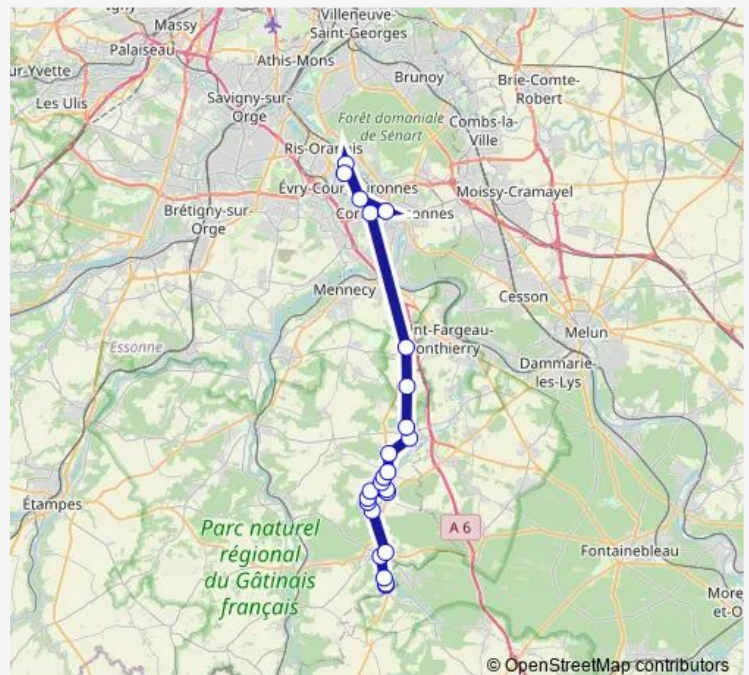 Massy
Villeneuve-
Saint-Georges
Palaiseau
Athis-Mons
Brunoy
Brie-Comte-
Robert
Les Ulis
Savigny-sur-
Orge
Forêt domaniale
de Sénart
Combs-la-
Ville
Ris-Orangis
Moissy-Cramayel
Brétigny-sur-
Orge
Mennecy
Cesson
Melun
Essonne
Dammarie-
les-Lys
Étampes
A 6
Parc naturel
régional
du Gâtinais
français
Fontainebleau
© OpenStreetMap contributors